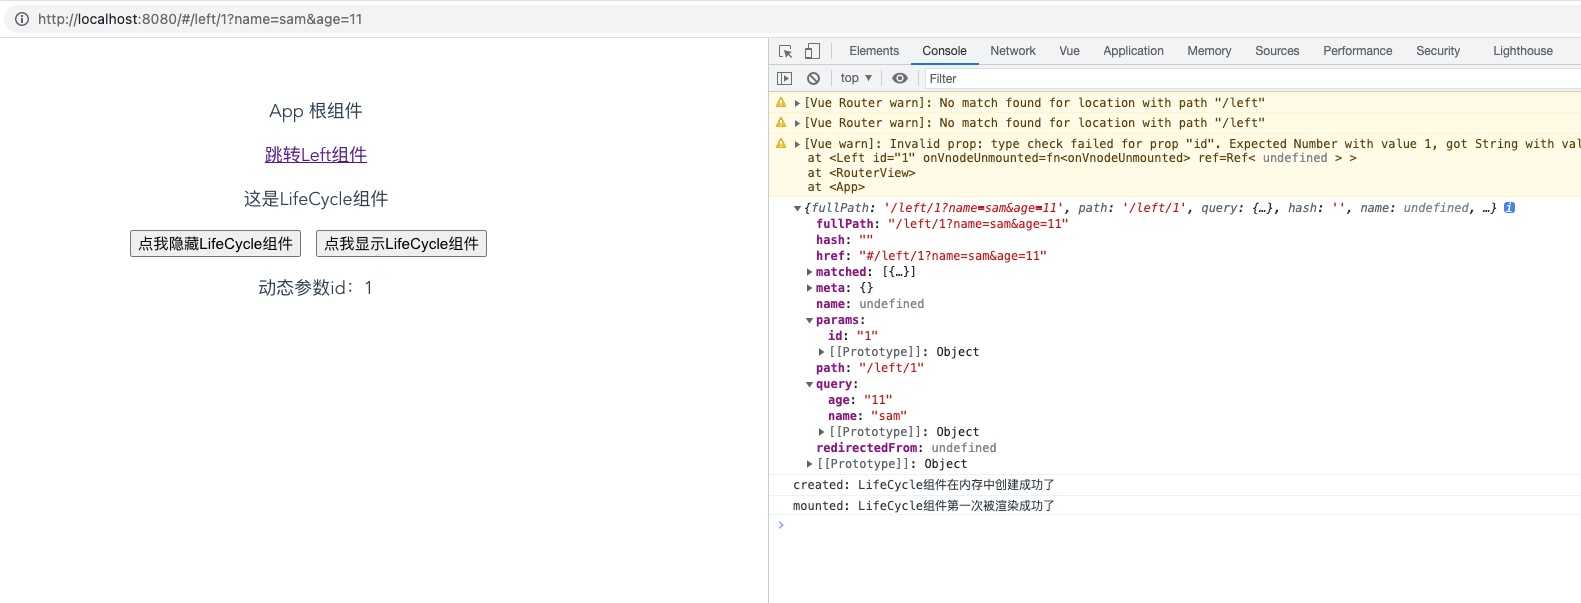 http://localhost:8080/#/left/1?name=sam&age=11
App 根组件
跳转Left组件
这是LifeCycle组件
点我隐藏LifeCycle组件 点我显示LifeCycle组件
动态参数id：1
Elements Console Network Vue Application Memory Sources Performance Security Lighthouse
top ▼ Filter
[Vue Router warn]: No match found for location with path "/left"
[Vue Router warn]: No match found for location with path "/left"
[Vue warn]: Invalid prop: type check failed for prop "id". Expected Number with value 1, got String with val
at <Left id="1" onVnodeUnmounted=fn<onVnodeUnmounted> ref=Ref< undefined > >
at <RouterView>
at <App>
{fullPath: '/left/1?name=sam&age=11', path: '/left/1', query: {…}, hash: '', name: undefined, …}
fullPath: "/left/1?name=sam&age=11"
hash: ""
href: "#/left/1?name=sam&age=11"
matched: [{…}]
meta: {}
name: undefined
params:
id: "1"
[[Prototype]]: Object
path: "/left/1"
query:
age: "11"
name: "sam"
[[Prototype]]: Object
redirectedFrom: undefined
[[Prototype]]: Object
created: LifeCycle组件在内存中创建成功了
mounted: LifeCycle组件第一次被渲染成功了